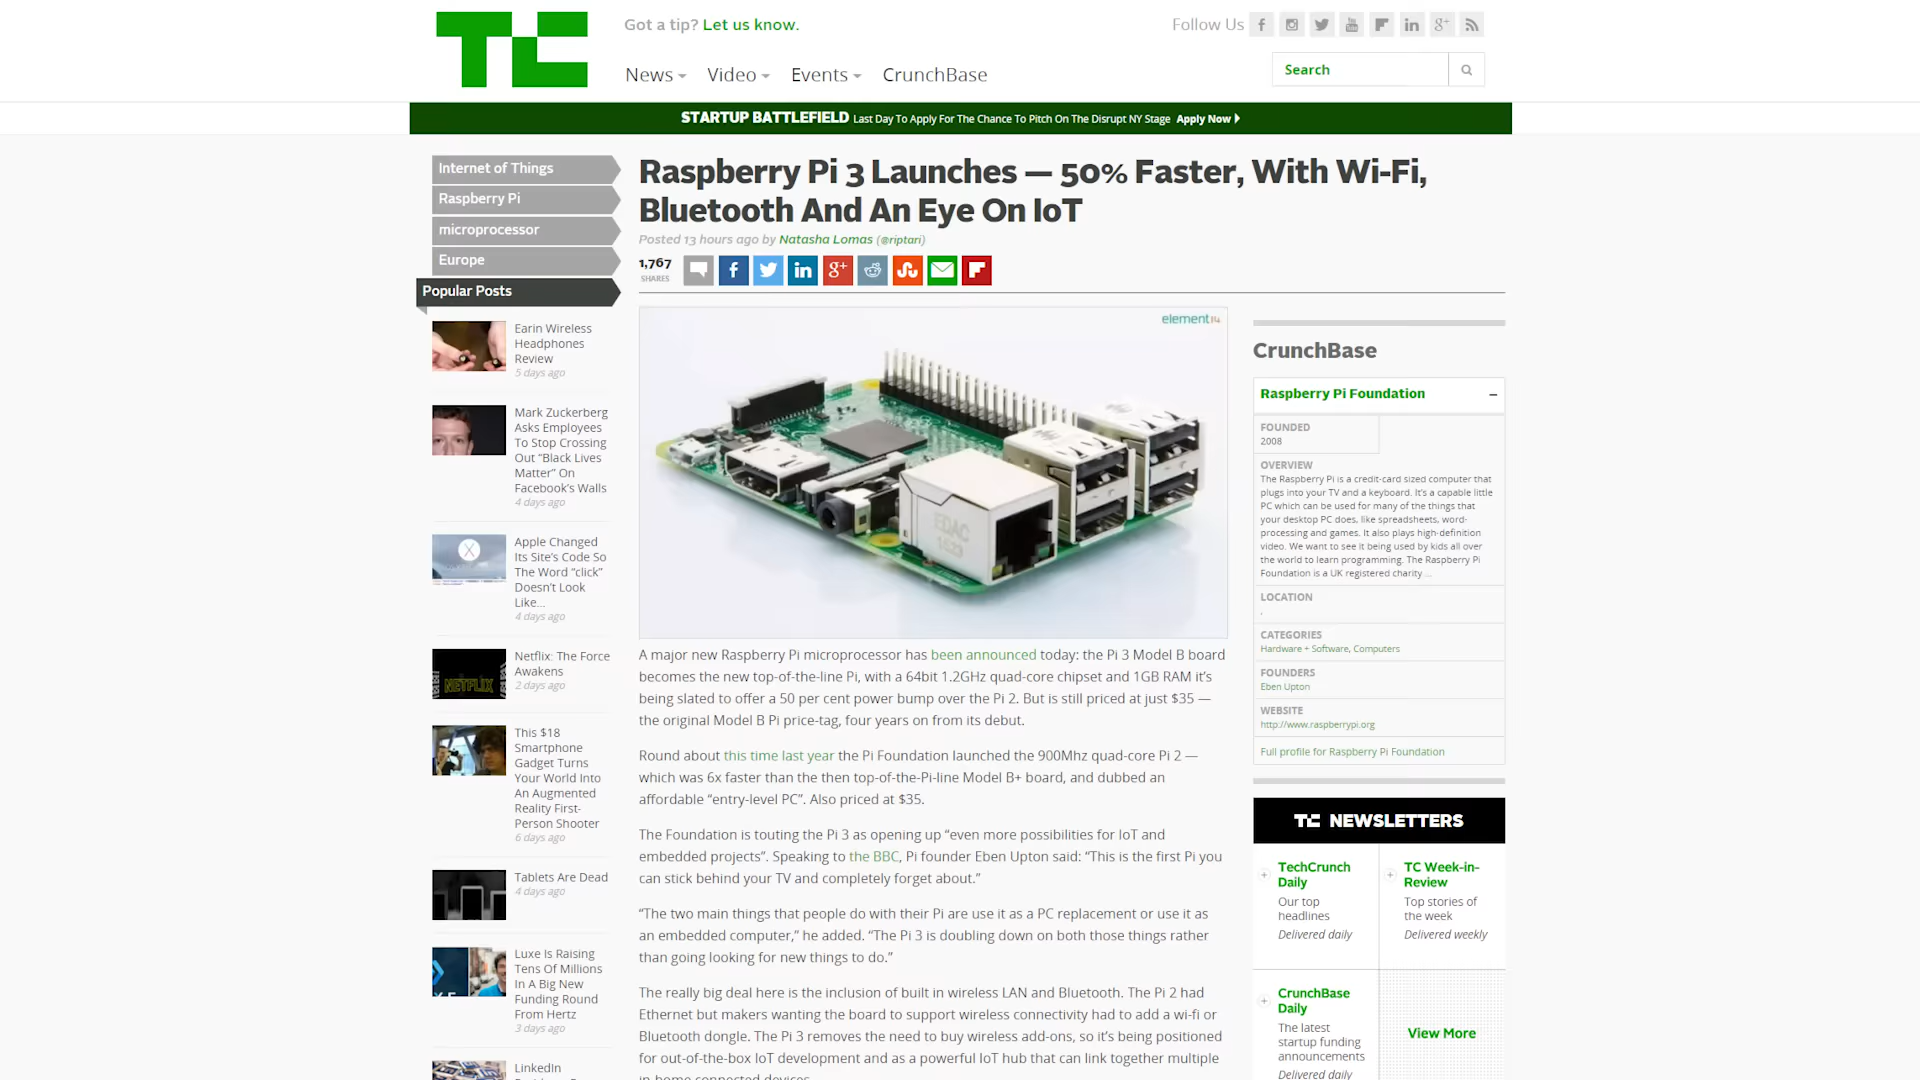 TC
Got a tip? Let us know.
Follow Us
News
Video
Events
CrunchBase
Search
STARTUP BATTLEFIELD Last Day To Apply For The Chance To Pitch On The Disrupt NY Stage Apply Now
Internet of Things
Raspberry Pi
microprocessor
Europe
Popular Posts
Earin Wireless
Headphones
Review
5 days ago
Mark Zuckerberg
Asks Employees
To Stop Crossing
Out “Black Lives
Matter” On
Facebook’s Walls
4 days ago
Apple Changed
Its Site’s Code So
The Word “click”
Doesn’t Look
Like...
4 days ago
NETFLIX
Netflix: The Force
Awakens
2 days ago
This $18
Smartphone
Gadget Turns
Your World Into
An Augmented
Reality First-
Person Shooter
6 days ago
Tablets Are Dead
4 days ago
Luxe Is Raising
Tens Of Millions
In A Big New
Funding Round
From Hertz
3 days ago
LinkedIn
Raspberry Pi 3 Launches — 50% Faster, With Wi-Fi,
Bluetooth And An Eye On IoT
Posted 13 hours ago by Natasha Lomas (@riptari)
1,767
SHARES
element14
EDAC
1523
A major new Raspberry Pi microprocessor has been announced today: the Pi 3 Model B board
becomes the new top-of-the-line Pi, with a 64bit 1.2GHz quad-core chipset and 1GB RAM it’s
being slated to offer a 50 per cent power bump over the Pi 2. But is still priced at just $35 —
the original Model B Pi price-tag, four years on from its debut.
Round about this time last year the Pi Foundation launched the 900Mhz quad-core Pi 2 —
which was 6x faster than the then top-of-the-Pi-line Model B+ board, and dubbed an
affordable “entry-level PC”. Also priced at $35.
The Foundation is touting the Pi 3 as opening up “even more possibilities for IoT and
embedded projects”. Speaking to the BBC, Pi founder Eben Upton said: “This is the first Pi you
can stick behind your TV and completely forget about.”
“The two main things that people do with their Pi are use it as a PC replacement or use it as
an embedded computer,” he added. “The Pi 3 is doubling down on both those things rather
than going looking for new things to do.”
The really big deal here is the inclusion of built in wireless LAN and Bluetooth. The Pi 2 had
Ethernet but makers wanting the board to support wireless connectivity had to add a wi-fi or
Bluetooth dongle. The Pi 3 removes the need to buy wireless add-ons, so it’s being positioned
for out-of-the-box IoT development and as a powerful IoT hub that can link together multiple
in-home connected devices.
CrunchBase
Raspberry Pi Foundation
FOUNDED
2008
OVERVIEW
The Raspberry Pi is a credit-card sized computer that
plugs into your TV and a keyboard. It’s a capable little
PC which can be used for many of the things that
your desktop PC does, like spreadsheets, word-
processing and games. It also plays high-definition
video. We want to see it being used by kids all over
the world to learn programming. The Raspberry Pi
Foundation is a UK registered charity ...
LOCATION
,
CATEGORIES
Hardware + Software, Computers
FOUNDERS
Eben Upton
WEBSITE
http://www.raspberrypi.org
Full profile for Raspberry Pi Foundation
TC NEWSLETTERS
TechCrunch
Daily
Our top
headlines
Delivered daily
TC Week-in-
Review
Top stories of
the week
Delivered weekly
CrunchBase
Daily
The latest
startup funding
announcements
Delivered daily
View More